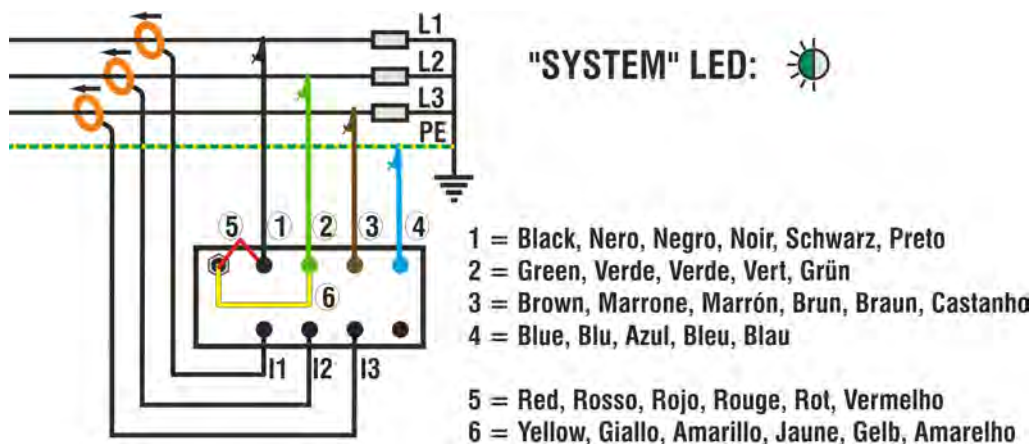 L1
L2
L3
PE
"SYSTEM" LED:
5 1 2 3 4
6
I1 I2 I3
1 = Black, Nero, Negro, Noir, Schwarz, Preto
2 = Green, Verde, Verde, Vert, Grün
3 = Brown, Marrone, Marrón, Brun, Braun, Castanho
4 = Blue, Blu, Azul, Bleu, Blau
5 = Red, Rosso, Rojo, Rouge, Rot, Vermelho
6 = Yellow, Giallo, Amarillo, Jaune, Gelb, Amarelho